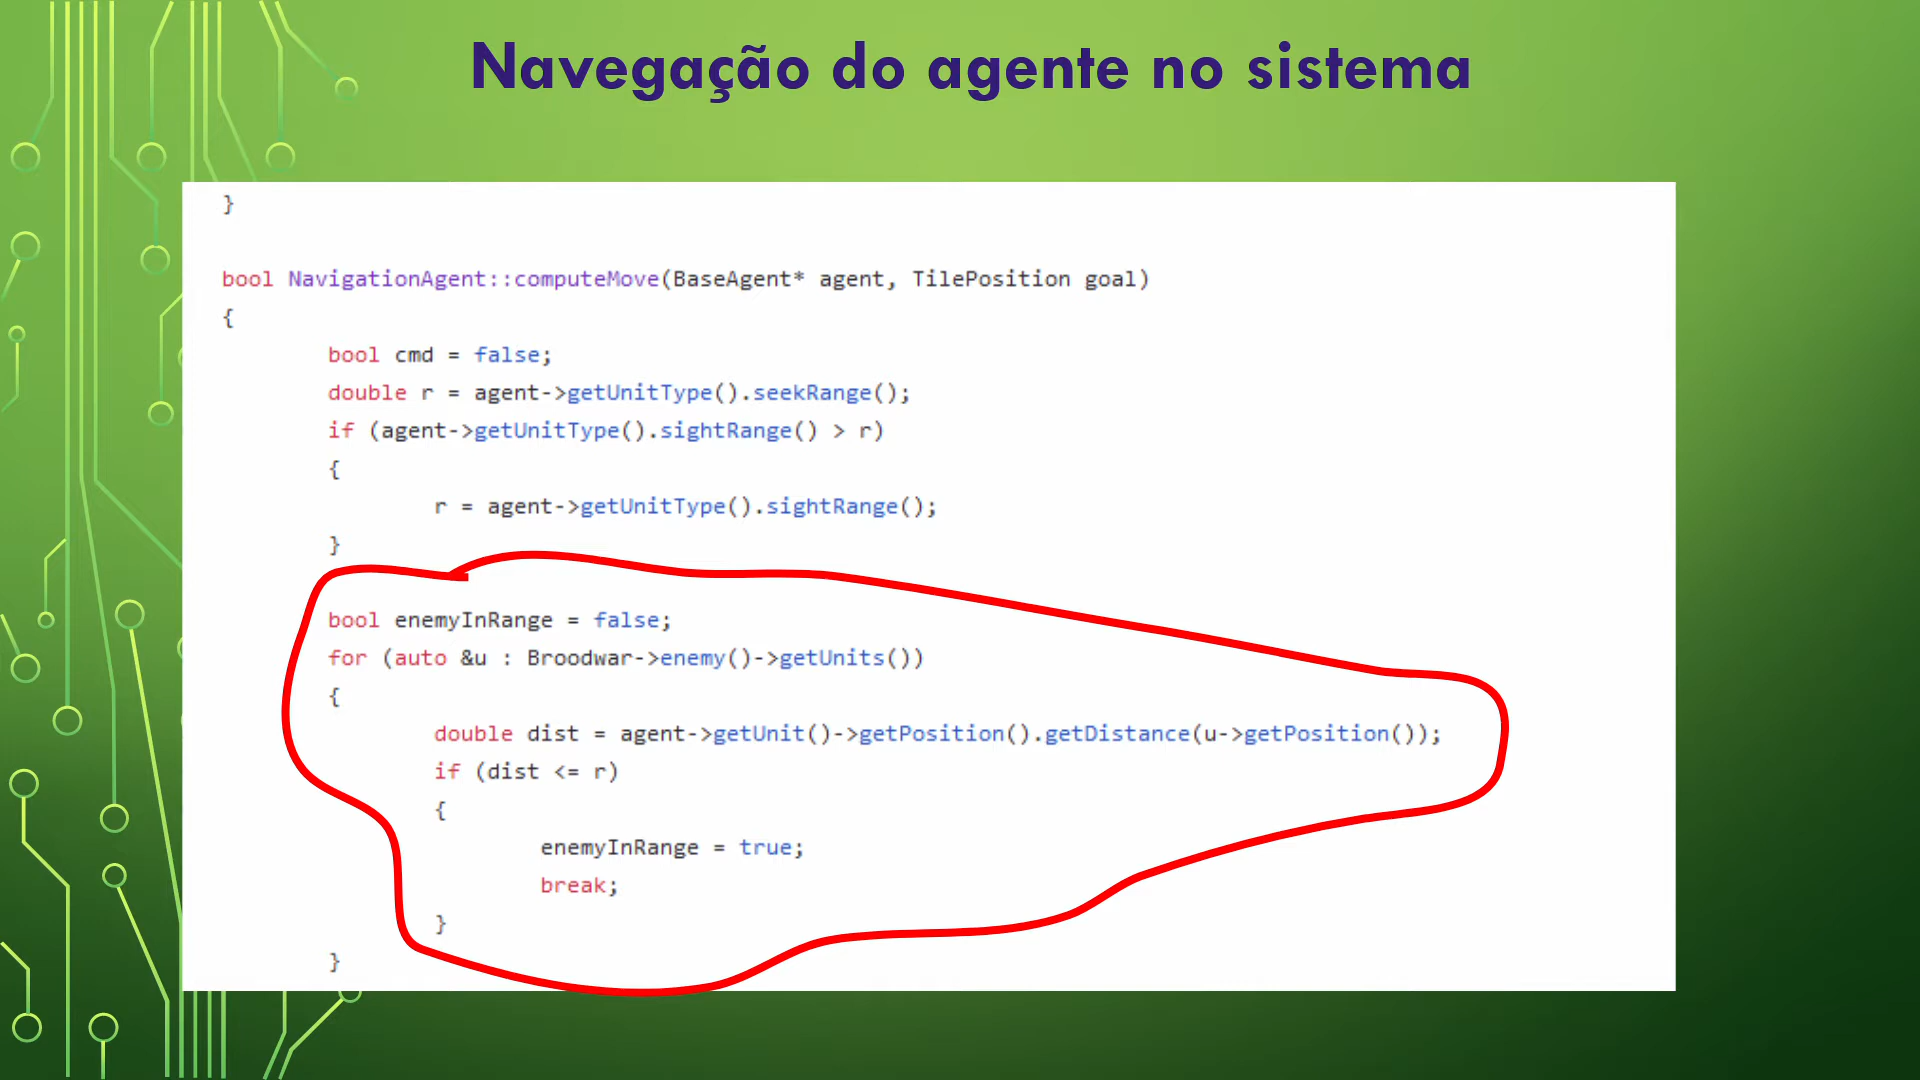 Navegação do agente no sistema
}
bool NavigationAgent::computeMove(BaseAgent* agent, TilePosition goal)
{
bool cmd = false;
double r = agent->getUnitType().seekRange();
if (agent->getUnitType().sightRange() > r)
{
r = agent->getUnitType().sightRange();
}
bool enemyInRange = false;
for (auto &u : Broodwar->enemy()->getUnits())
{
double dist = agent->getUnit()->getPosition().getDistance(u->getPosition());
if (dist <= r)
{
enemyInRange = true;
break;
}
}